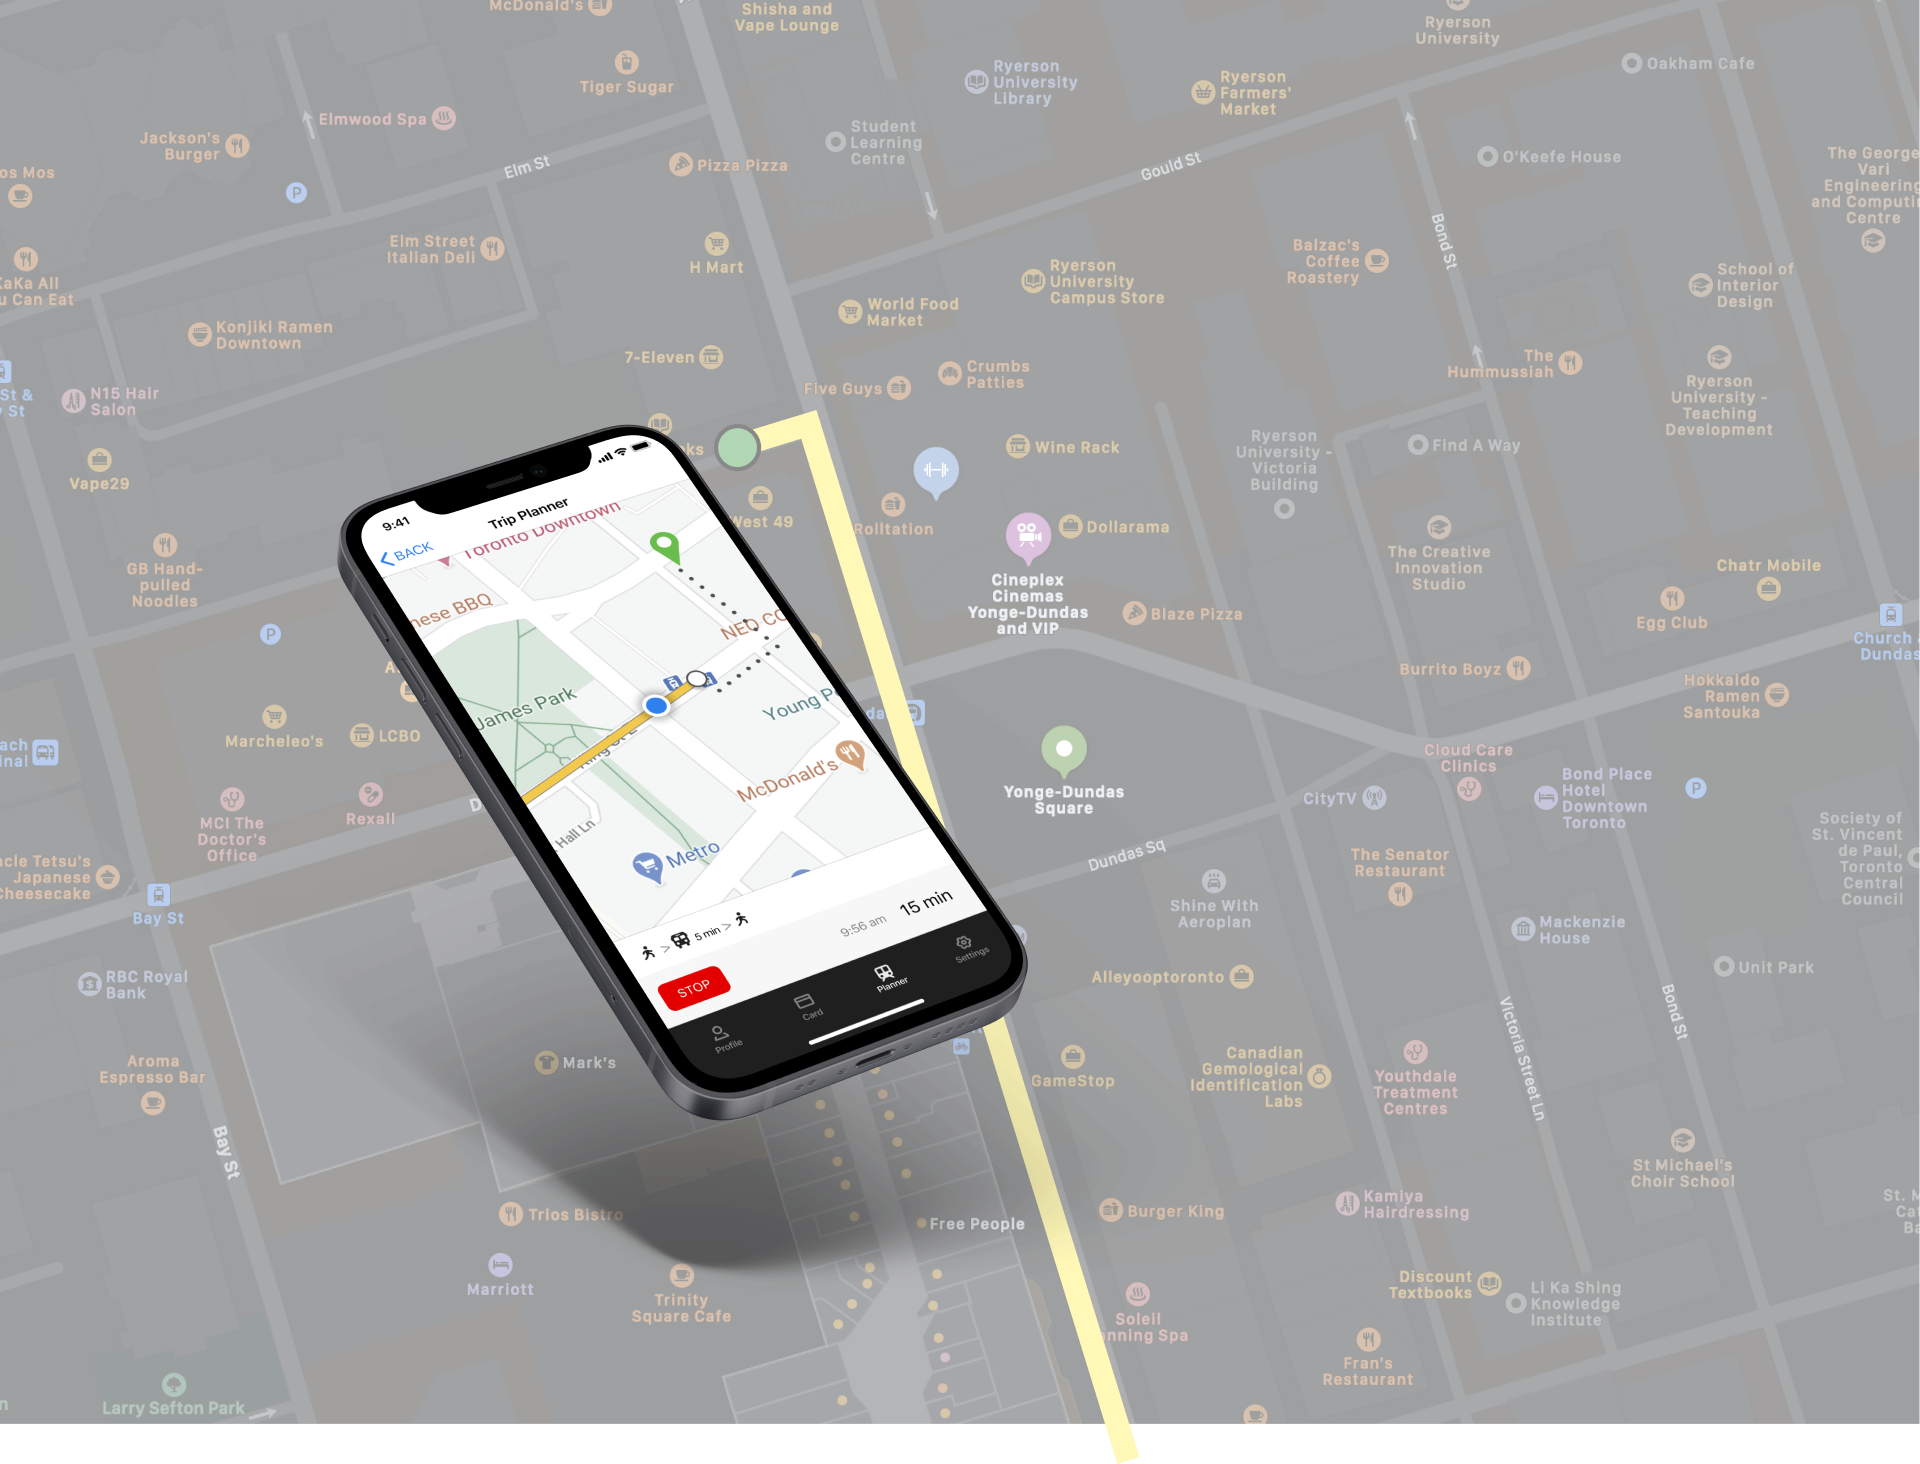 McDonald's
Shisha and
Vape Lounge
Ryerson
University
Tiger Sugar
Ryerson
University
Library
Ryerson
Farmers'
Market
Oakham Cafe
Elmwood Spa
Jackson's
Burger
Student
Learning
Centre
Elm St
Pizza Pizza
Gould St
O'Keefe House
The George
Vari
Engineering
Centre
os Mos
P
Bond St
Elm Street
Italian Deli
H Mart
Balzac's
Coffee
Roastery
Ryerson
University
Campus Store
School of
Interior
Design
KaKa All
u Can Eat
World Food
Market
Konjiki Ramen
Downtown
7-Eleven
Crumbs
Patties
Five Guys
The
Hummussiah
Ryerson
University -
Teaching
Development
St &
St
N15 Hair
Salon
Ryerson
University -
Victoria
Building
Wine Rack
Find A Way
Vape29
West 49
Rolltation
Dollarama
GB Hand-
pulled
Noodles
The Creative
Innovation
Studio
Chatr Mobile
Cineplex
Cinemas
Yonge-Dundas
and VIP
Blaze Pizza
Egg Club
P
Church
Dundas
Burrito Boyz
Hokkaido
Ramen
Santouka
Marcheleo's
LCBO
Cloud Care
Clinics
Yonge-Dundas
Square
CityTV
Bond Place
Hotel
Downtown
Toronto
P
MCI The
Doctor's
Office
Rexall
Society of
St. Vincent
de Paul,
Toronto
Central
Council
Dundas Sq
The Senator
Restaurant
Tetsu's
Japanese
Cheesecake
Bay St
Shine With
Aeroplan
Mackenzie
House
RBC Royal
Bank
Alleyooptoronto
Unit Park
Victoria Street Ln
Bond St
Mark's
Aroma
Espresso Bar
GameStop
Canadian
Gemological
Identification
Labs
Youthdale
Treatment
Centres
Bay St
St Michael's
Choir School
Trios Bistro
Free People
Burger King
Kamiya
Hairdressing
Marriott
Trinity
Square Cafe
Discount
Textbooks
Li Ka Shing
Knowledge
Institute
Soleil
nning Spa
Fran's
Restaurant
Larry Sefton Park
9:41
Trip Planner
BACK
Toronto Downtown
nese BBQ
NEO CO
James Park
King St E
Young P
McDonald's
Hall Ln
Metro
5 min
9:56 am
15 min
STOP
Profile
Card
Planner
Settings